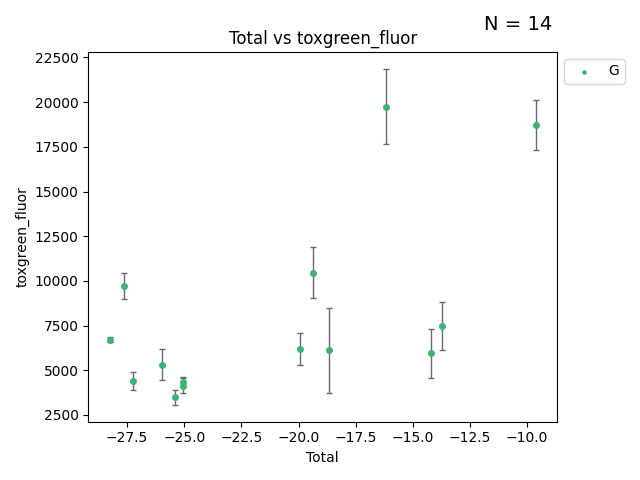 N = 14
Total vs toxgreen_fluor
G
22500
20000
17500
15000
12500
10000
7500
5000
2500
toxgreen_fluor
−27.5 −25.0 −22.5 −20.0 −17.5 −15.0 −12.5 −10.0
Total